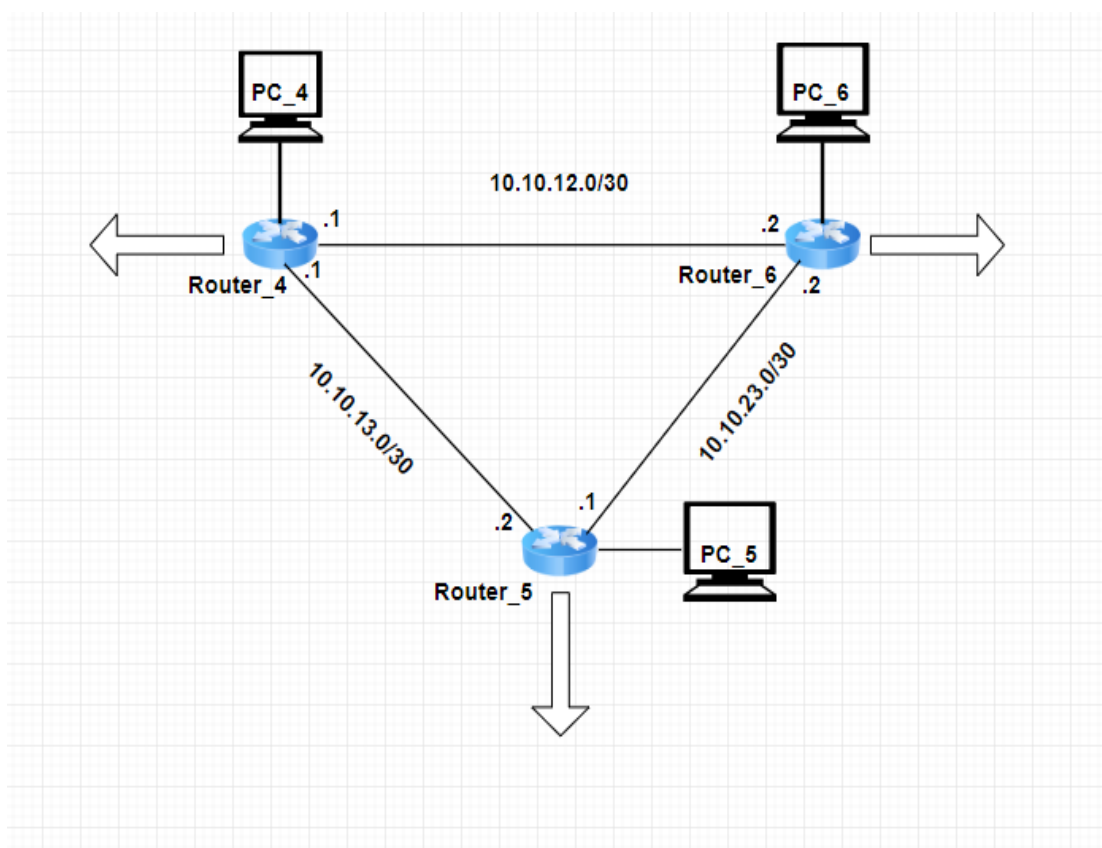 PC_4
PC_6
10.10.12.0/30
.1
.2
.1
Router_4
Router_6
.2
10.10.13.0/30
10.10.23.0/30
.1
.2
PC_5
Router_5